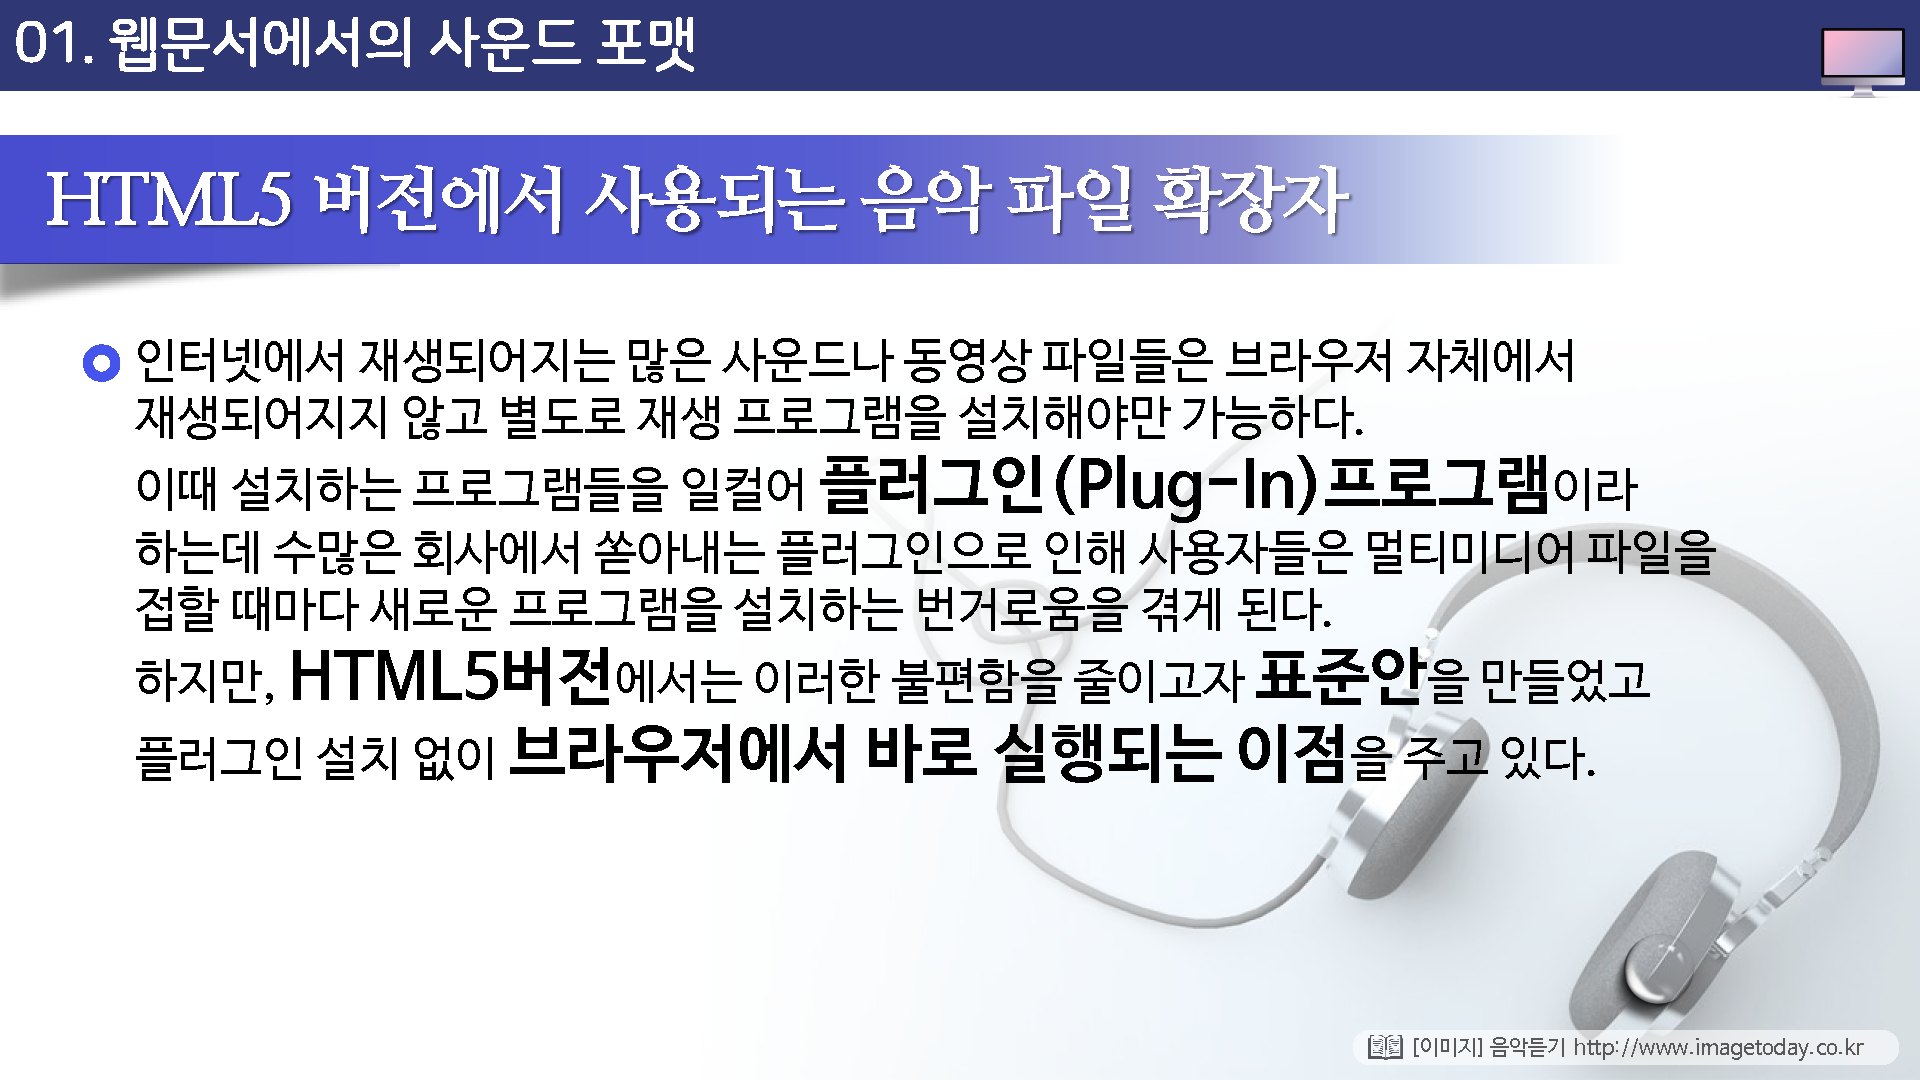 01. 웹문서에서의 사운드 포맷
HTML5 버전에서 사용되는 음악 파일 확장자
인터넷에서 재생되어지는 많은 사운드나 동영상 파일들은 브라우저 자체에서
재생되어지지 않고 별도로 재생 프로그램을 설치해야만 가능하다.
이때 설치하는 프로그램들을 일컬어 플러그인(Plug-In)프로그램이라
하는데 수많은 회사에서 쏟아내는 플러그인으로 인해 사용자들은 멀티미디어 파일을
접할 때마다 새로운 프로그램을 설치하는 번거로움을 겪게 된다.
하지만, HTML5버전에서는 이러한 불편함을 줄이고자 표준안을 만들었고
플러그인 설치 없이 브라우저에서 바로 실행되는 이점을 주고 있다.
[이미지] 음악듣기 http://www.imagetoday.co.kr